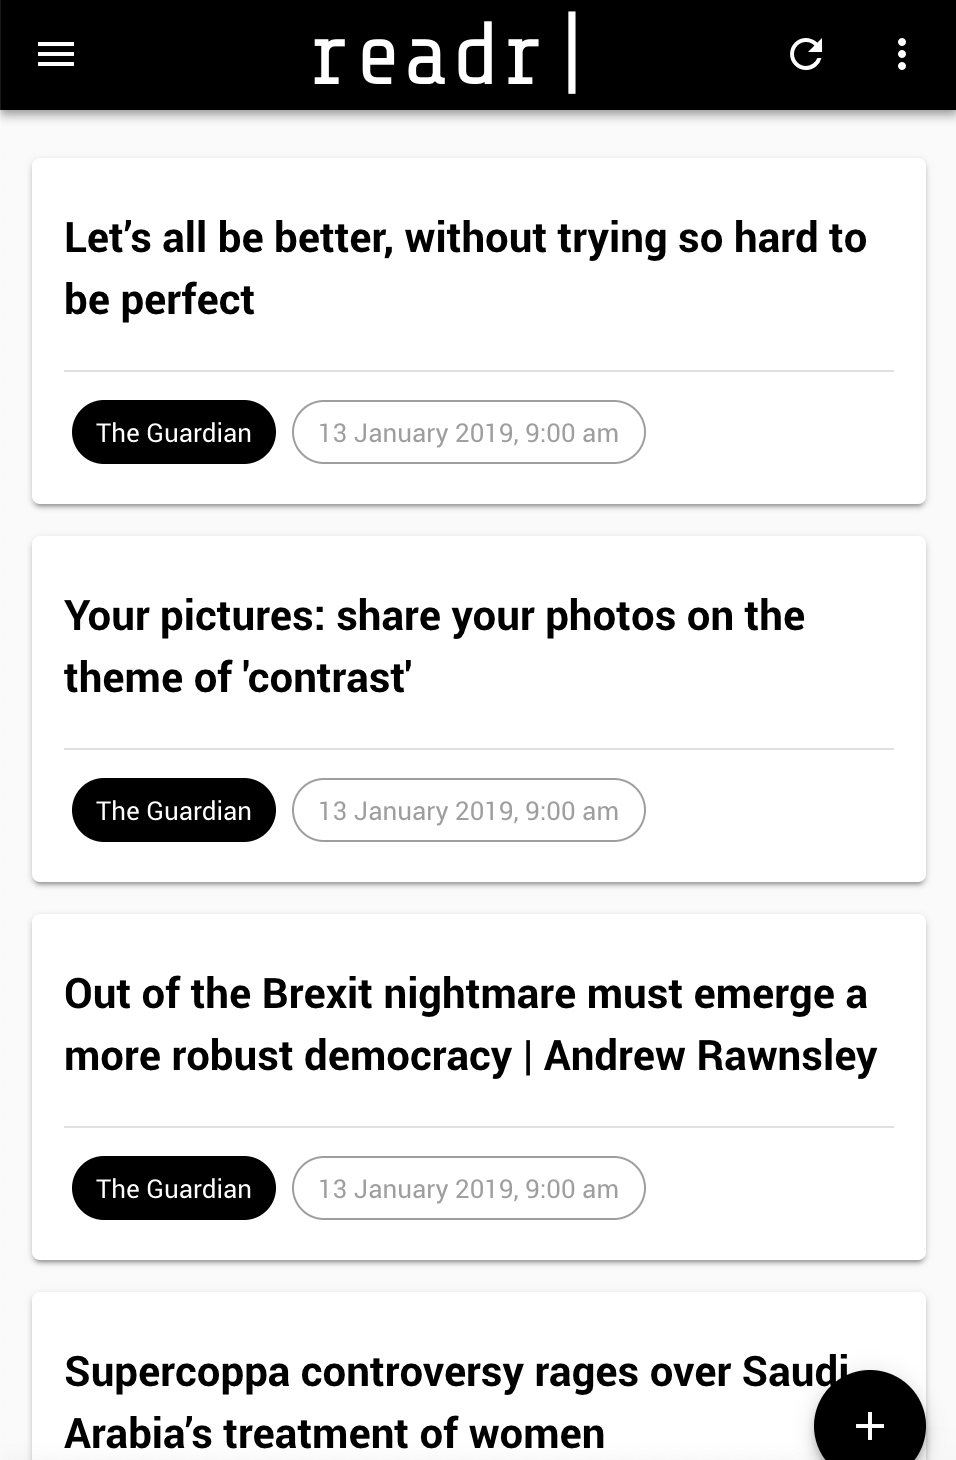 readr|
Let’s all be better, without trying so hard to
be perfect
The Guardian
13 January 2019, 9:00 am
Your pictures: share your photos on the
theme of 'contrast'
The Guardian
13 January 2019, 9:00 am
Out of the Brexit nightmare must emerge a
more robust democracy | Andrew Rawnsley
The Guardian
13 January 2019, 9:00 am
Supercoppa controversy rages over Saudi
Arabia’s treatment of women